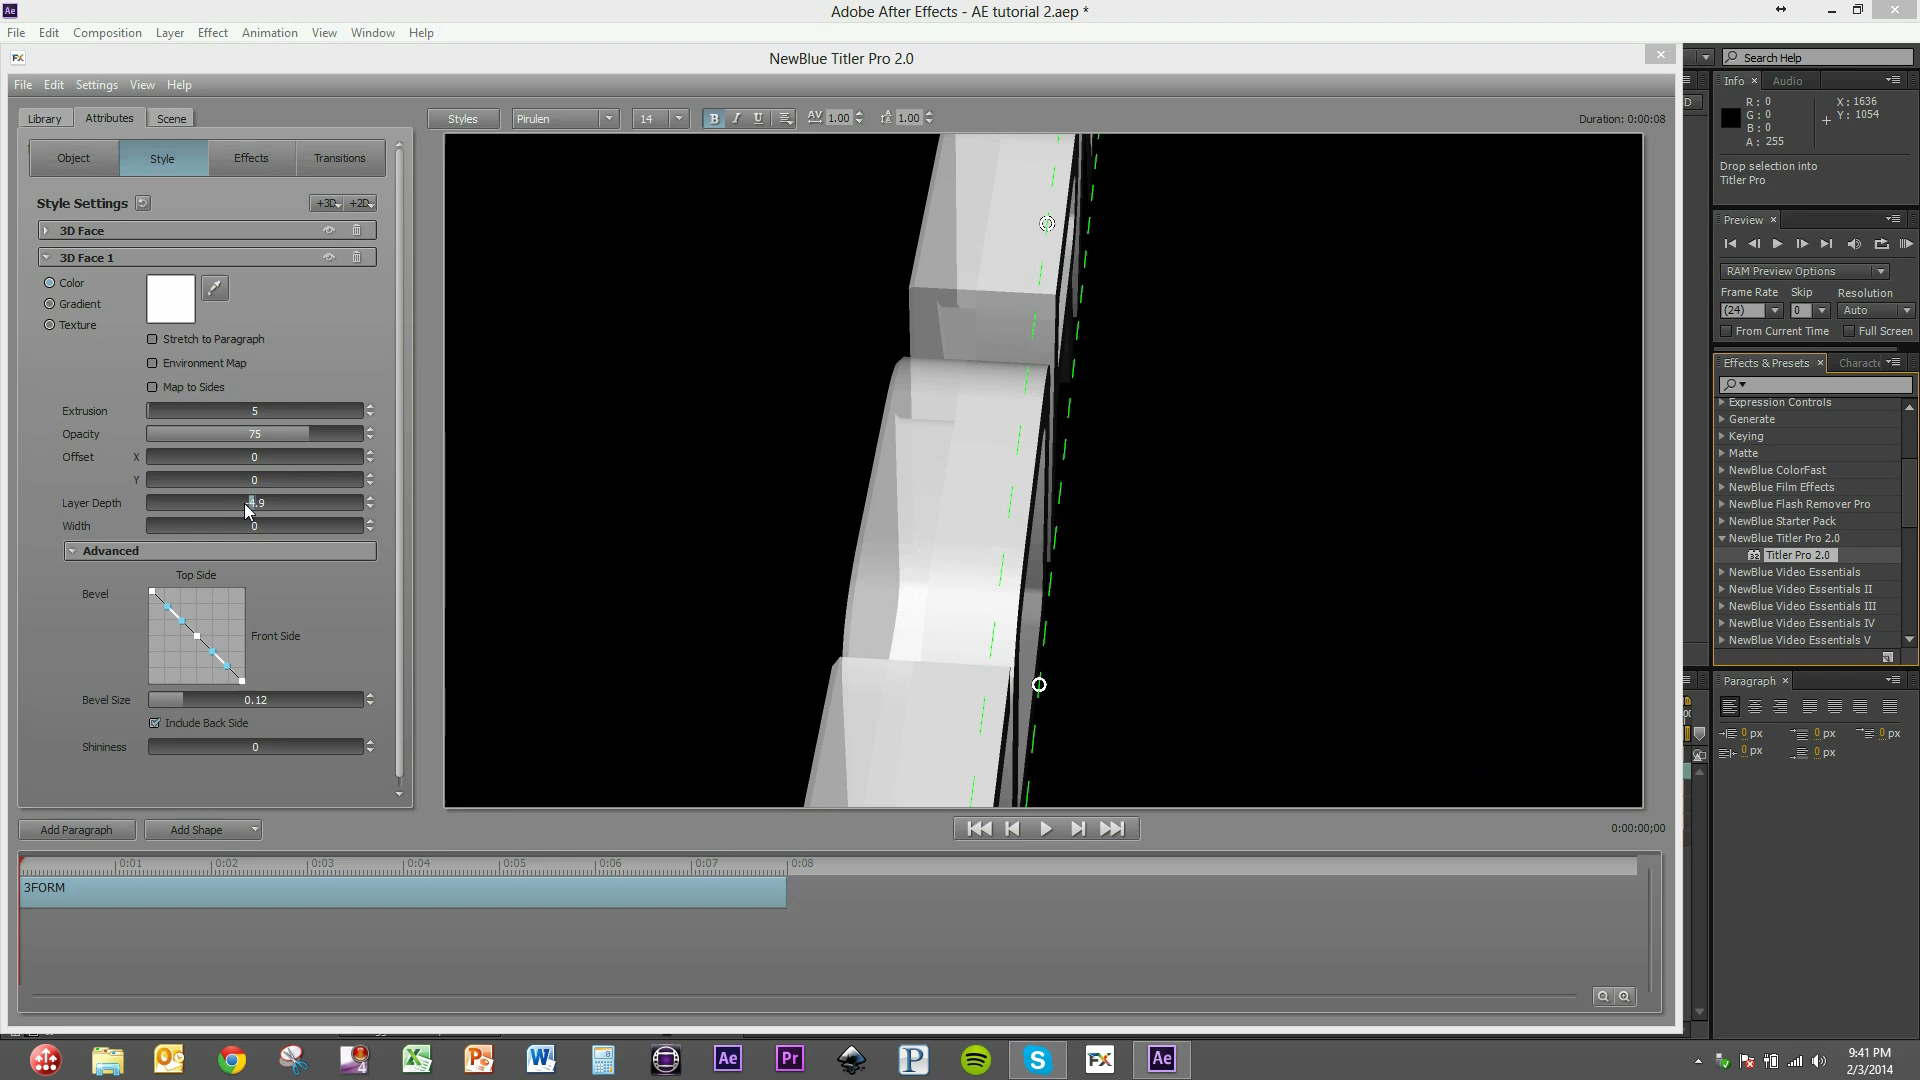 Adobe After Effects - AE tutorial 2.aep *
File Edit Composition Layer Effect Animation View Window Help
NewBlue Titler Pro 2.0
Search Help
File Edit Settings View Help
Info Audio
Library Attributes Scene
Styles Pirulen 14 B I U AV 1.00 1.00 Duration: 0:00:08
R: 0 X: 1636
G: 0 Y: 1054
B: 0
A: 255
Object Style Effects Transitions
Drop selection into
Titler Pro
Style Settings +3D +2D
3D Face
Preview
3D Face 1
RAM Preview Options
Color
Gradient
Texture
Frame Rate Skip Resolution
(24) 0 Auto
From Current Time Full Screen
Stretch to Paragraph
Environment Map
Map to Sides
Effects & Presets Characte
Extrusion 5
Opacity 75
Offset X 0
Y 0
Layer Depth 4.9
Width 0
Expression Controls
Generate
Keying
Matte
NewBlue ColorFast
NewBlue Film Effects
NewBlue Flash Remover Pro
NewBlue Starter Pack
NewBlue Titler Pro 2.0
32 Titler Pro 2.0
NewBlue Video Essentials
NewBlue Video Essentials II
NewBlue Video Essentials III
NewBlue Video Essentials IV
NewBlue Video Essentials V
Advanced
Top Side
Bevel
Front Side
Bevel Size 0.12
Include Back Side
Shininess 0
Paragraph
0 px 0 px 0 px
0 px 0 px
Add Paragraph Add Shape
0:00:00;00
0:01 0:02 0:03 0:04 0:05 0:06 0:07 0:08
3FORM
9:41 PM
2/3/2014